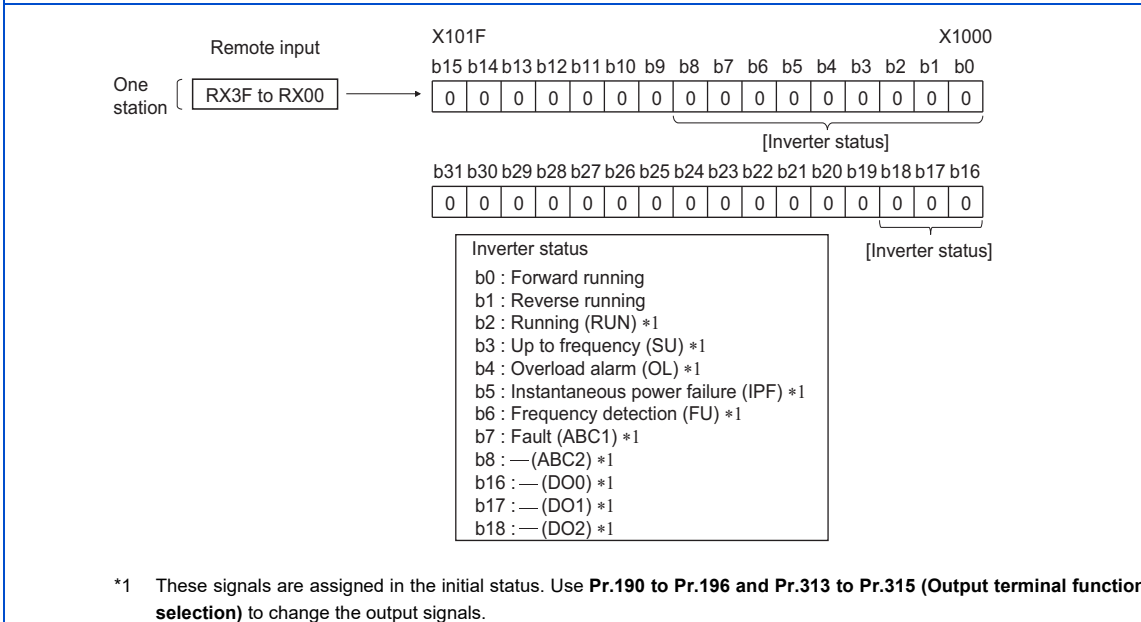 Remote input
X101F X1000
b15 b14 b13 b12 b11 b10 b9 b8 b7 b6 b5 b4 b3 b2 b1 b0
One
station
RX3F to RX00
0 0 0 0 0 0 0 0 0 0 0 0 0 0 0 0
[Inverter status]
b31 b30 b29 b28 b27 b26 b25 b24 b23 b22 b21 b20 b19 b18 b17 b16
0 0 0 0 0 0 0 0 0 0 0 0 0 0 0 0
[Inverter status]
Inverter status
b0 : Forward running
b1 : Reverse running
b2 : Running (RUN) *1
b3 : Up to frequency (SU) *1
b4 : Overload alarm (OL) *1
b5 : Instantaneous power failure (IPF) *1
b6 : Frequency detection (FU) *1
b7 : Fault (ABC1) *1
b8 : — (ABC2) *1
b16 : — (DO0) *1
b17 : — (DO1) *1
b18 : — (DO2) *1
*1 These signals are assigned in the initial status. Use Pr.190 to Pr.196 and Pr.313 to Pr.315 (Output terminal function
selection) to change the output signals.